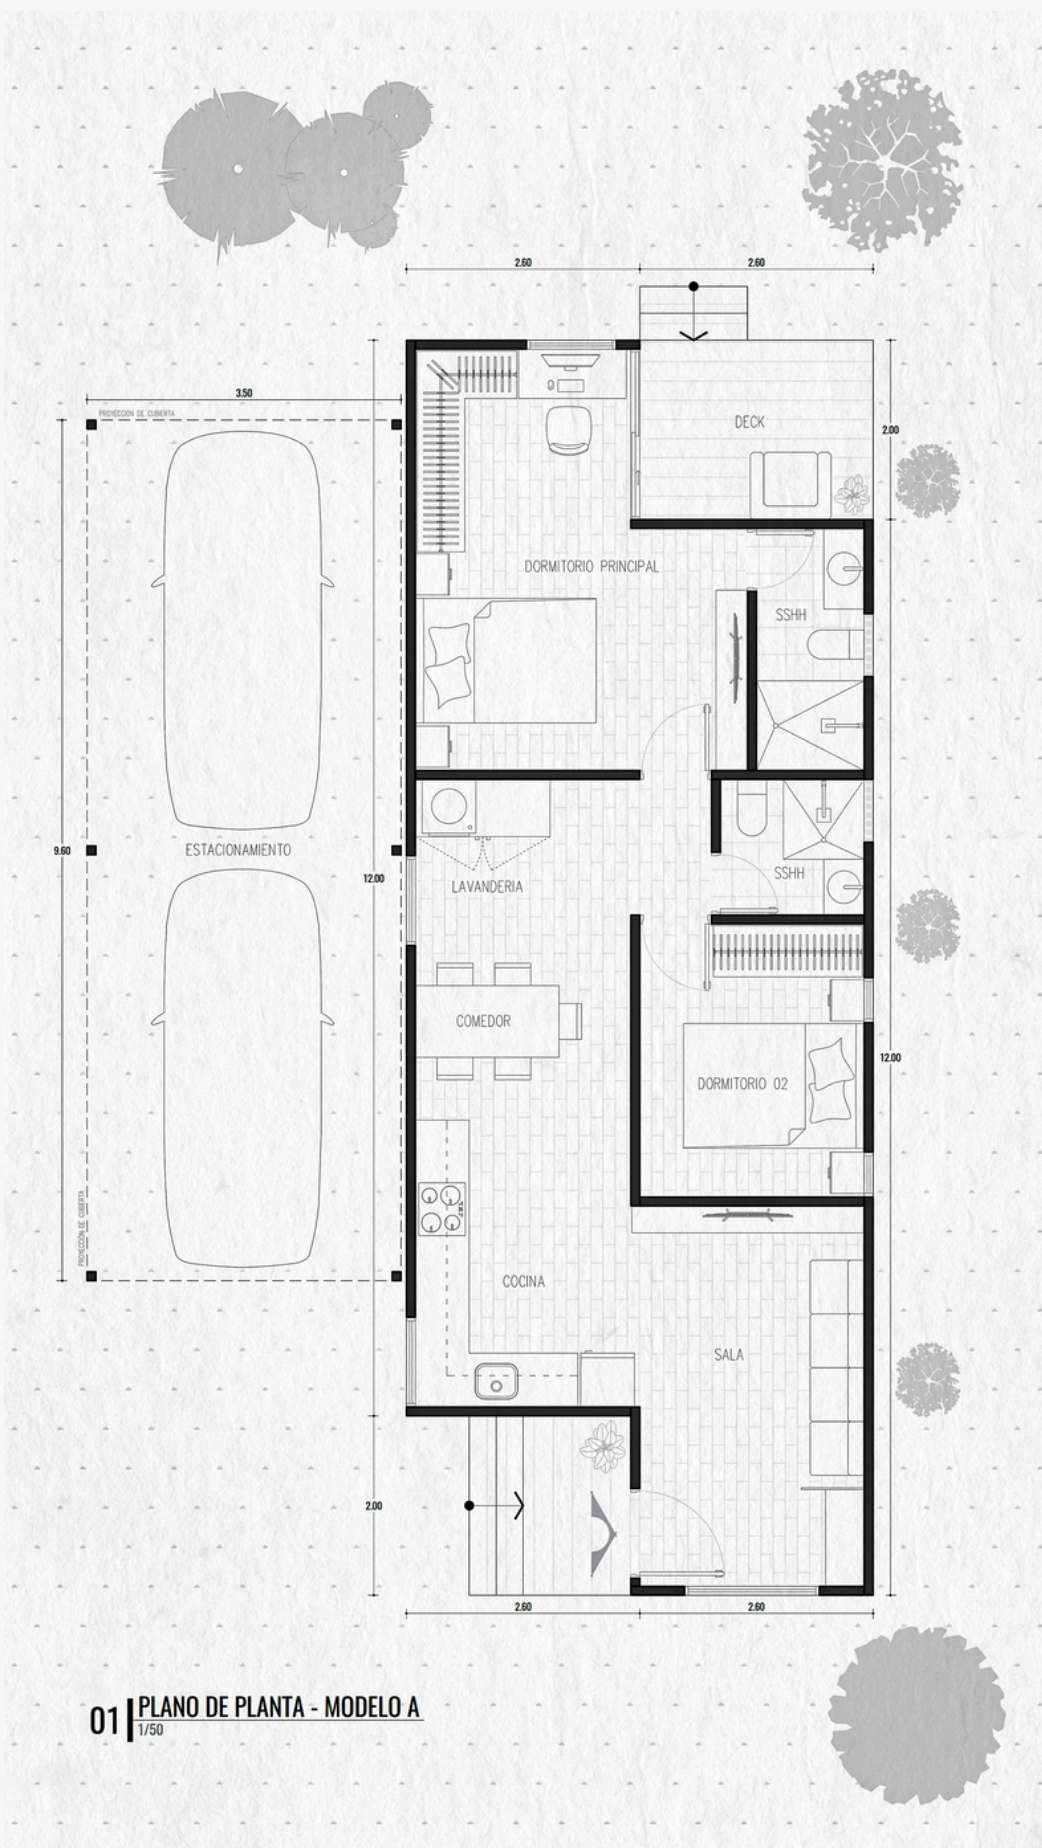 2.60
2.60
3.50
PROYECCIÓN DE CUBIERTA
DECK
2.00
DORMITORIO PRINCIPAL
SSHH
9.60
ESTACIONAMIENTO
12.00
LAVANDERIA
SSHH
COMEDOR
12.00
DORMITORIO 02
PROYECCIÓN DE CUBIERTA
COCINA
SALA
2.00
2.60
2.60
01
PLANO DE PLANTA - MODELO A
1/50